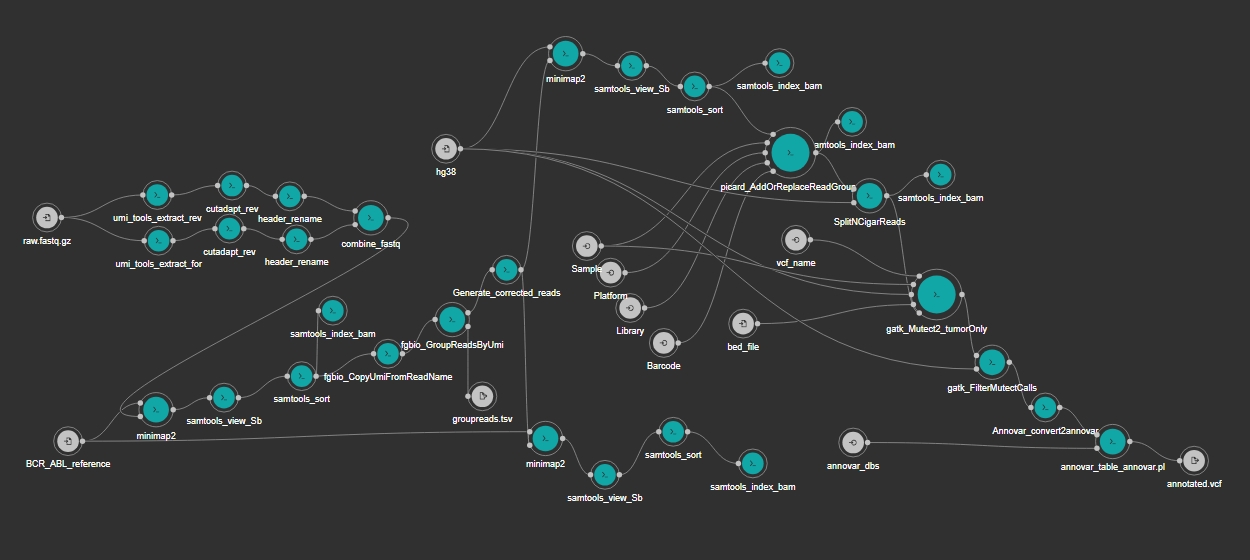 minimap2
samtools_view_Sb
samtools_index_bam
samtools_sort
hg38
samtools_index_bam
picard_AddOrReplaceReadGroup
samtools_index_bam
SplitNCigarReads
umi_tools_extract_rev
cutadapt_rev
header_rename
raw.fastq.gz
combine_fastq
umi_tools_extract_for
cutadapt_rev
header_rename
Sample
Platform
vcf_name
Generate_corrected_reads
Library
samtools_index_bam
gatk_Mutect2_tumorOnly
fgbio_GroupReadsByUmi
bed_file
Barcode
fgbio_CopyUmiFromReadName
gatk_FilterMutectCalls
samtools_sort
samtools_view_Sb
groupreads.tsv
minimap2
Annovar_convert2annovar
BCR_ABL_reference
minimap2
samtools_sort
annovar_dbs
annovar_table_annovar.pl
samtools_view_Sb
samtools_index_bam
annotated.vcf